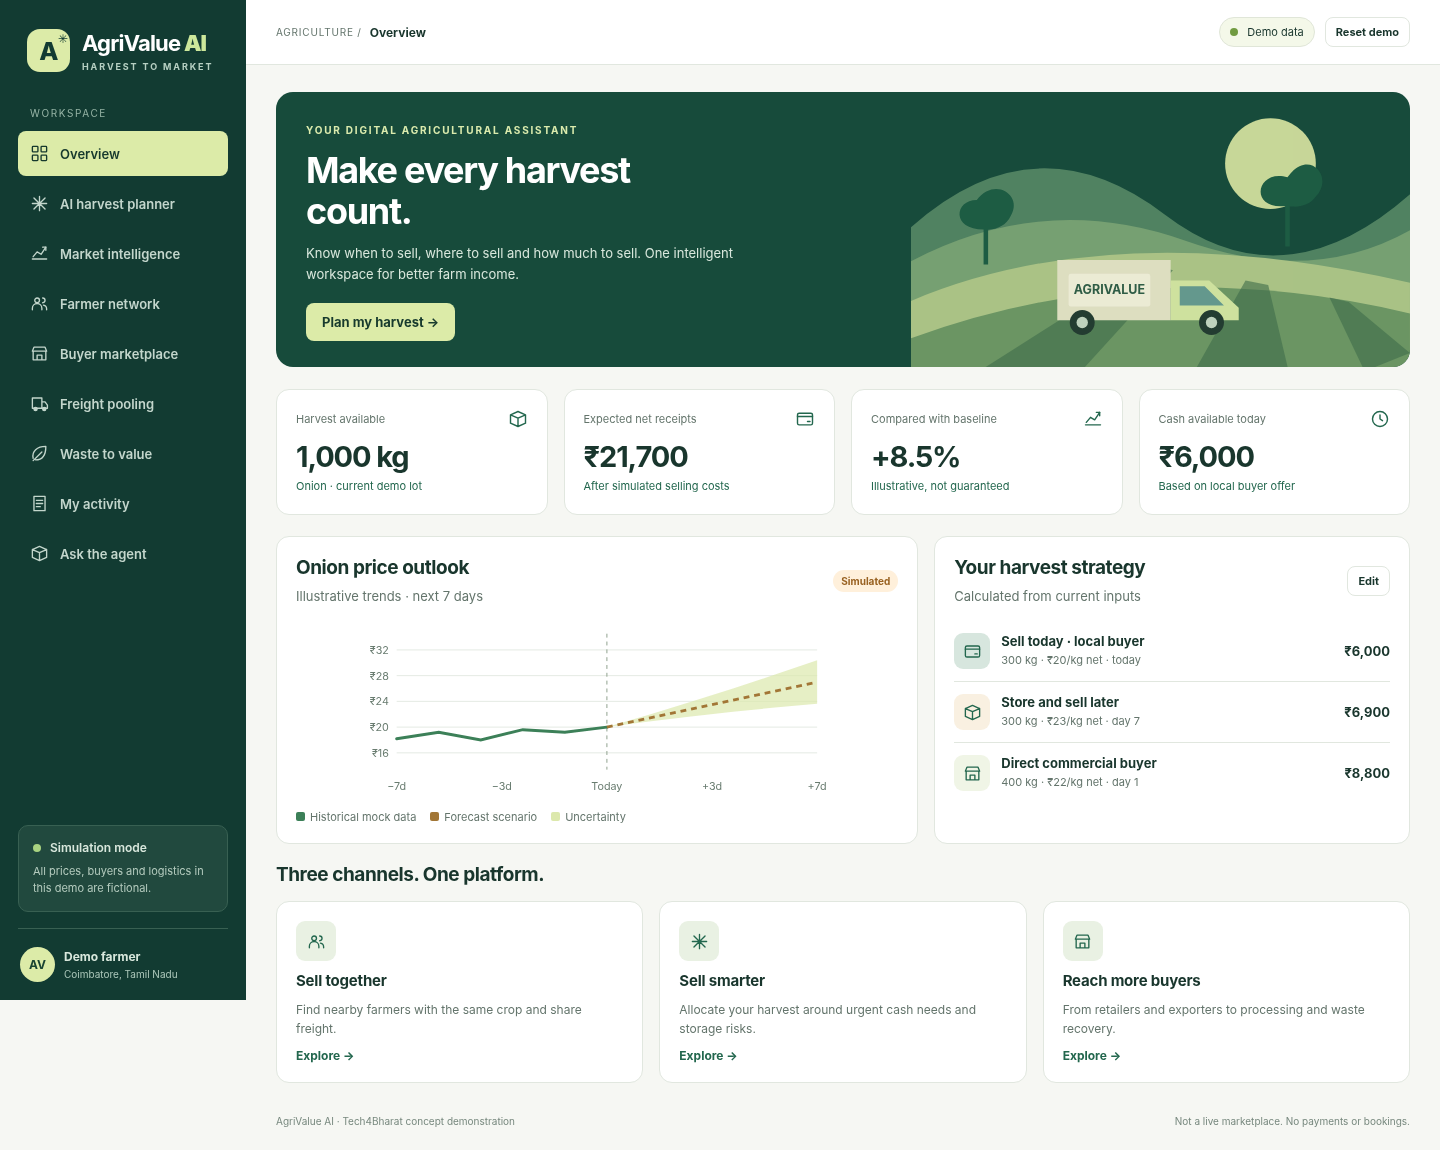 A
AgriValue AI
HARVEST TO MARKET
WORKSPACE
Overview
AI harvest planner
Market intelligence
Farmer network
Buyer marketplace
Freight pooling
Waste to value
My activity
Ask the agent
Simulation mode
All prices, buyers and logistics in
this demo are fictional.
AV
Demo farmer
Coimbatore, Tamil Nadu
AGRICULTURE / Overview
Demo data
Reset demo
YOUR DIGITAL AGRICULTURAL ASSISTANT
Make every harvest
count.
Know when to sell, where to sell and how much to sell. One intelligent
workspace for better farm income.
Plan my harvest →
AGRIVALUE
Harvest available
1,000 kg
Onion · current demo lot
Expected net receipts
₹21,700
After simulated selling costs
Compared with baseline
+8.5%
Illustrative, not guaranteed
Cash available today
₹6,000
Based on local buyer offer
Onion price outlook
Illustrative trends · next 7 days
Simulated
₹32
₹28
₹24
₹20
₹16
−7d
−3d
Today
+3d
+7d
Historical mock data
Forecast scenario
Uncertainty
Your harvest strategy
Calculated from current inputs
Edit
Sell today · local buyer
300 kg · ₹20/kg net · today
₹6,000
Store and sell later
300 kg · ₹23/kg net · day 7
₹6,900
Direct commercial buyer
400 kg · ₹22/kg net · day 1
₹8,800
Three channels. One platform.
Sell together
Find nearby farmers with the same crop and share
freight.
Explore →
Sell smarter
Allocate your harvest around urgent cash needs and
storage risks.
Explore →
Reach more buyers
From retailers and exporters to processing and waste
recovery.
Explore →
AgriValue AI · Tech4Bharat concept demonstration
Not a live marketplace. No payments or bookings.